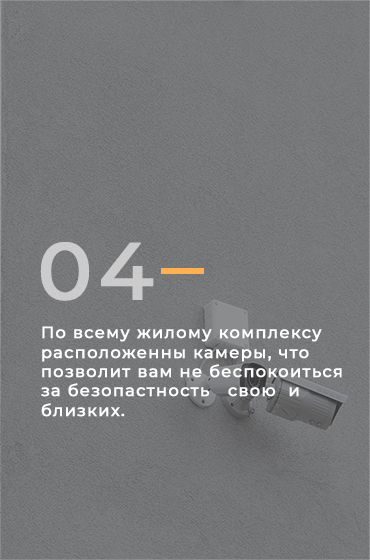 04
По всему жилому комплексу
расположенны камеры, что
позволит вам не беспокоиться
за безопастность свою и
близких.